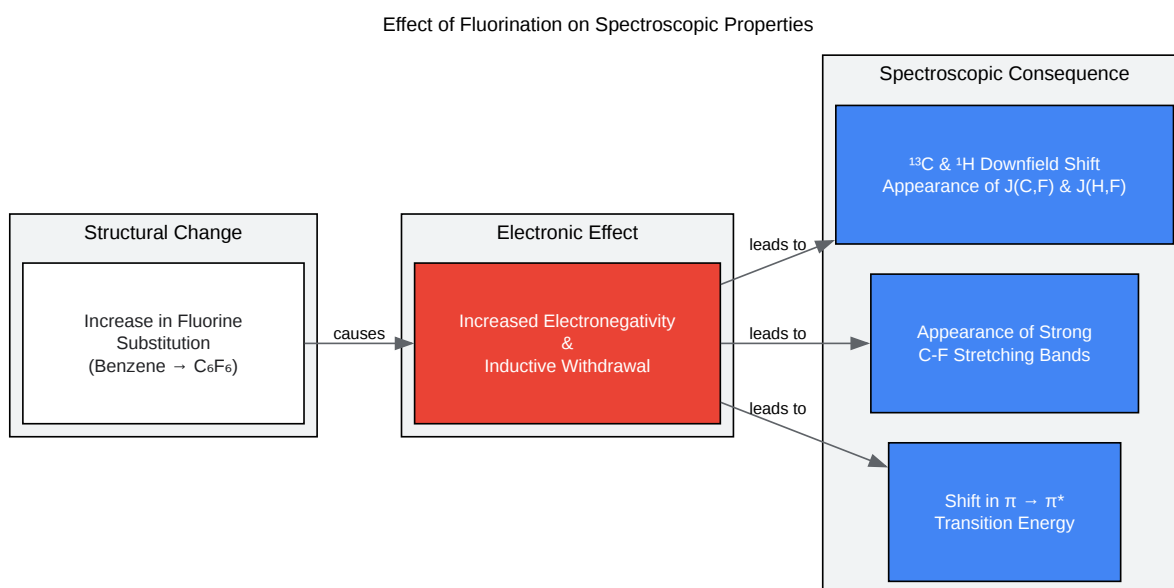 Effect of Fluorination on Spectroscopic Properties
Structural Change
Increase in Fluorine
Substitution
(Benzene → C₆F₆)
causes
Electronic Effect
Increased Electronegativity
&
Inductive Withdrawal
leads to
leads to
leads to
Spectroscopic Consequence
¹³C & ¹H Downfield Shift
Appearance of J(C,F) & J(H,F)
Appearance of Strong
C-F Stretching Bands
Shift in π → π*
Transition Energy